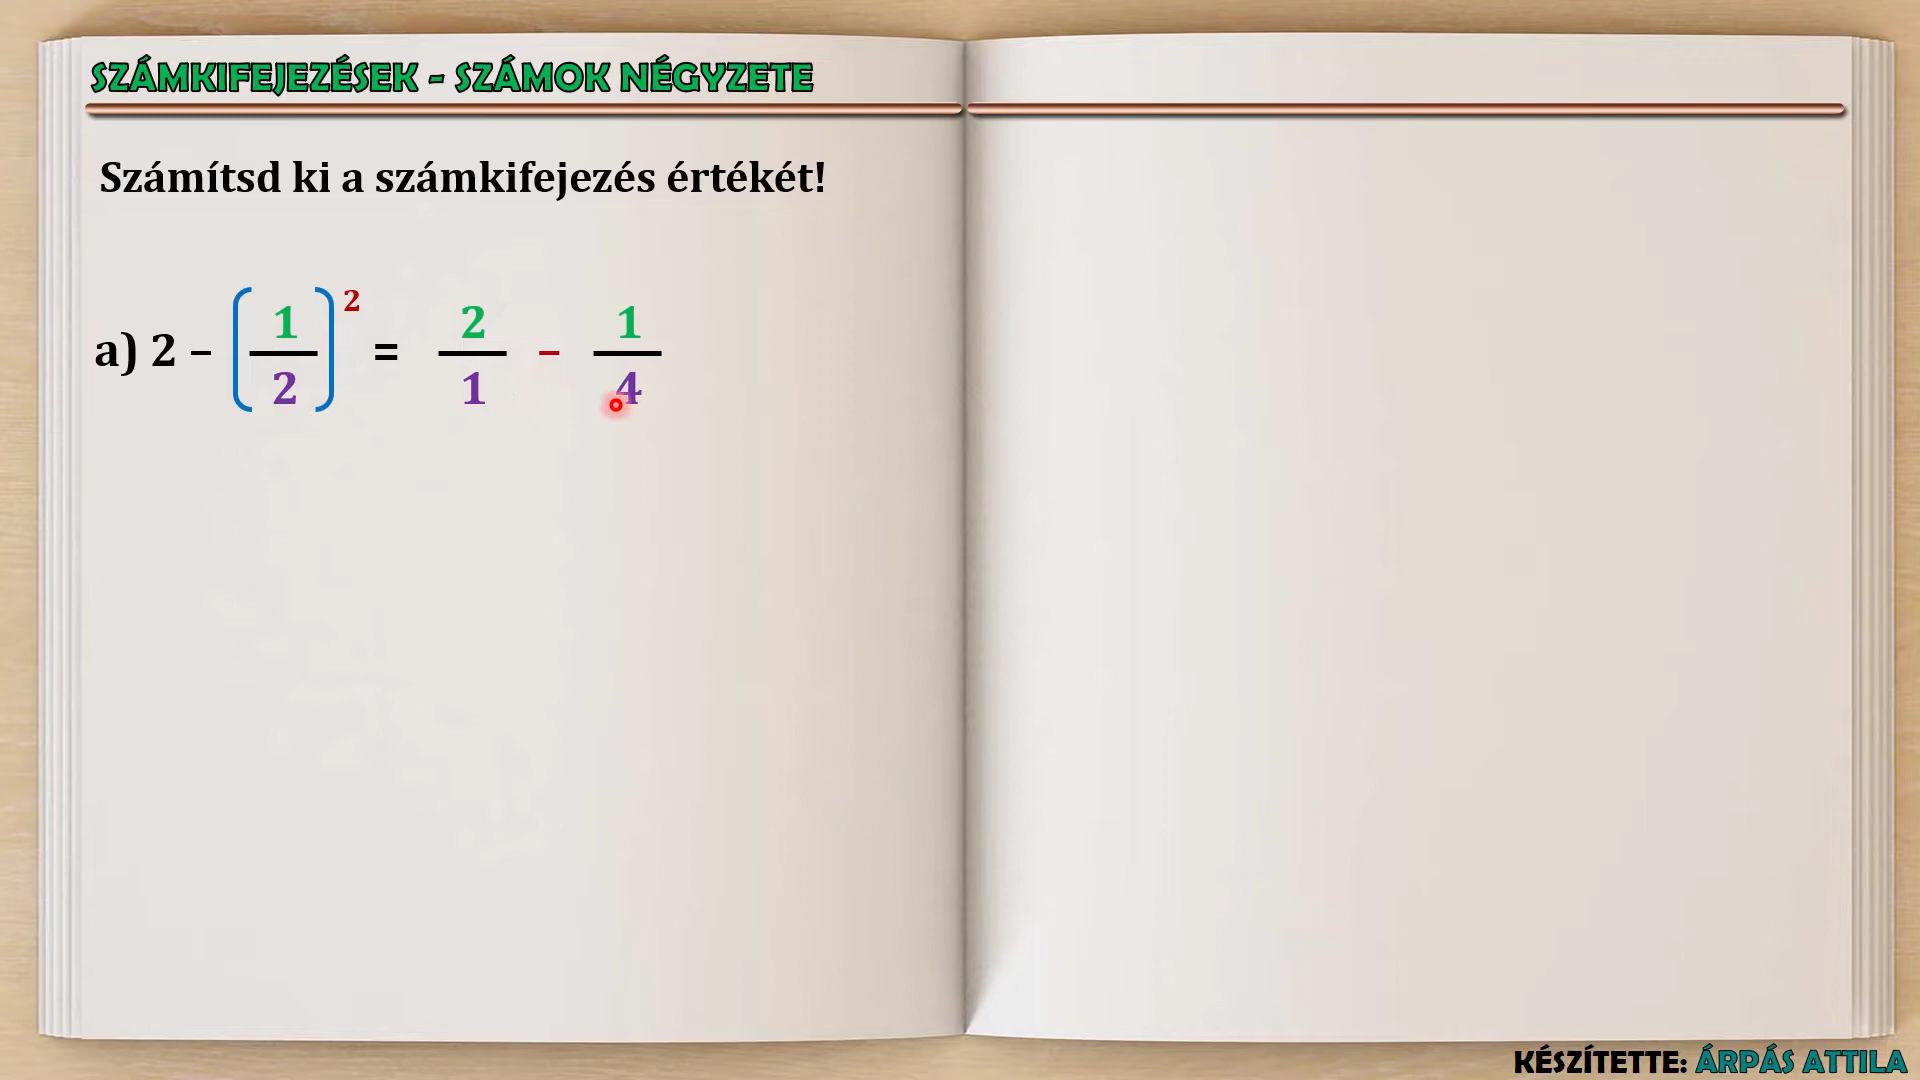 SZÁMKIFEJEZÉSEK - SZÁMOK NÉGYZETE
Számítsd ki a számkifejezés értékét!
a) 2 – (1/2)² = 2/1 – 1/4
KÉSZÍTETTE: ÁRPÁS ATTILA